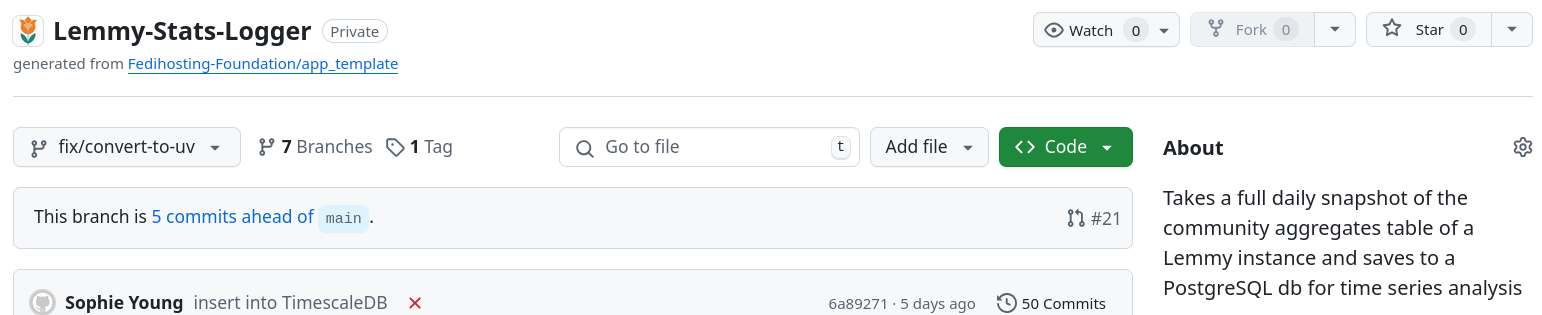 Lemmy-Stats-Logger Private Watch 0 Fork 0 Star 0
generated from Fedihosting-Foundation/app_template
fix/convert-to-uv 7 Branches 1 Tag Go to file t Add file Code
This branch is 5 commits ahead of main.
#21
Sophie Young insert into TimescaleDB 6a89271 · 5 days ago 50 Commits
About
Takes a full daily snapshot of the
community aggregates table of a
Lemmy instance and saves to a
PostgreSQL db for time series analysis